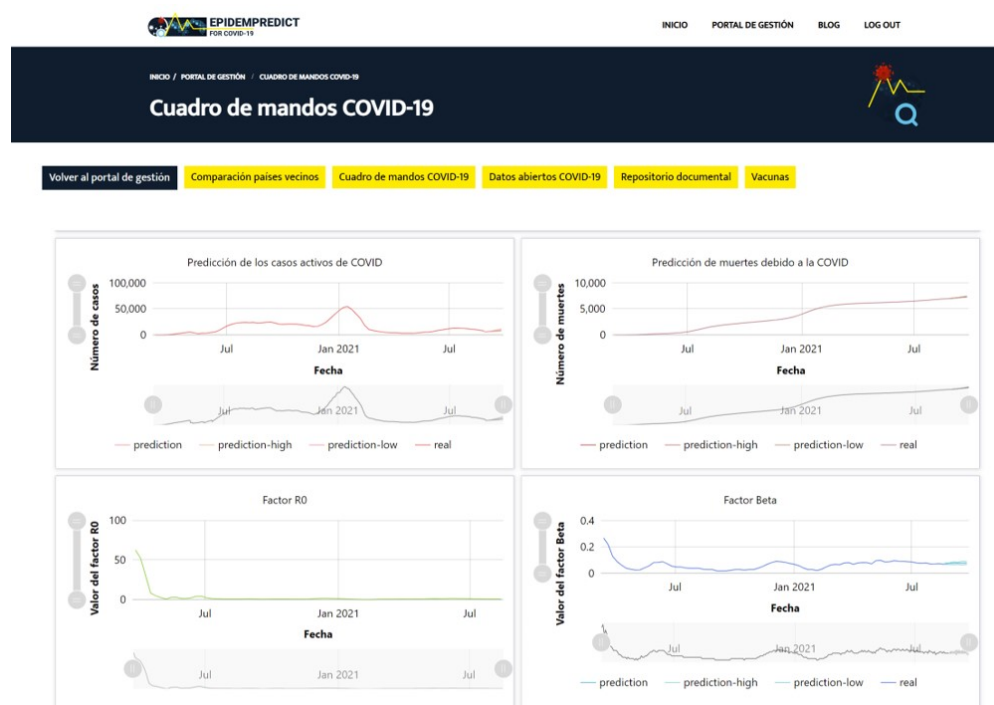 EPIDEMPREDICT
FOR COVID-19
INICIO PORTAL DE GESTIÓN BLOG LOG OUT
INICIO / PORTAL DE GESTIÓN / CUADRO DE MANDOS COVID-19
Cuadro de mandos COVID-19
Volver al portal de gestión Comparación países vecinos Cuadro de mandos COVID-19 Datos abiertos COVID-19 Repositorio documental Vacunas
Predicción de los casos activos de COVID
Número de casos
100,000
50,000
0
Jul Jan 2021 Jul
Fecha
Jul Jan 2021 Jul
prediction prediction-high prediction-low real
Predicción de muertes debido a la COVID
Número de muertes
10,000
5,000
0
Jul Jan 2021 Jul
Fecha
Jul Jan 2021 Jul
prediction prediction-high prediction-low real
Factor R0
Valor del factor R0
100
50
0
Jul Jan 2021 Jul
Fecha
Jul Jan 2021 Jul
Factor Beta
Valor del factor Beta
0.4
0.2
0
Jul Jan 2021 Jul
Fecha
Jul Jan 2021 Jul
prediction prediction-high prediction-low real